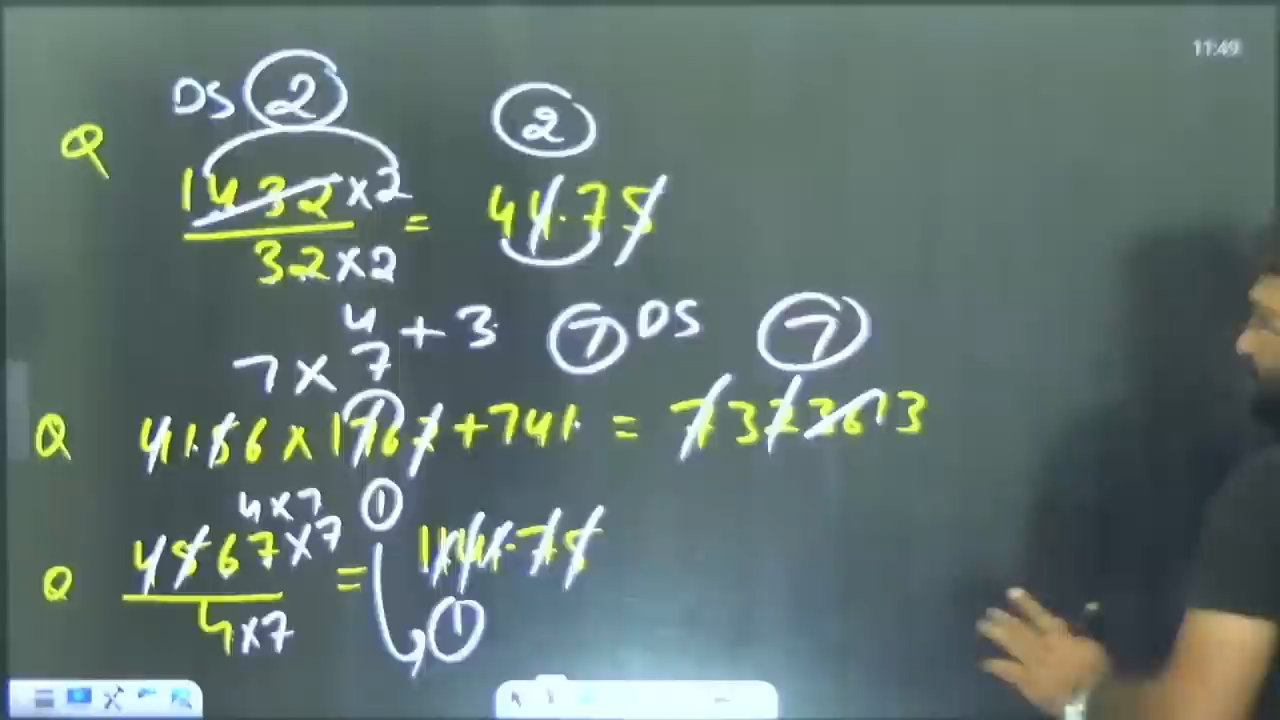 11:49
DS 2 2
Q 1432×2 / 32×2 = 44.75
7 × 4 7 + 3 7 DS 7
Q 41.56 × 1767 + 741 = 73373613
4×7 1
Q 4567×7 / 4×7 = 1141.75
1